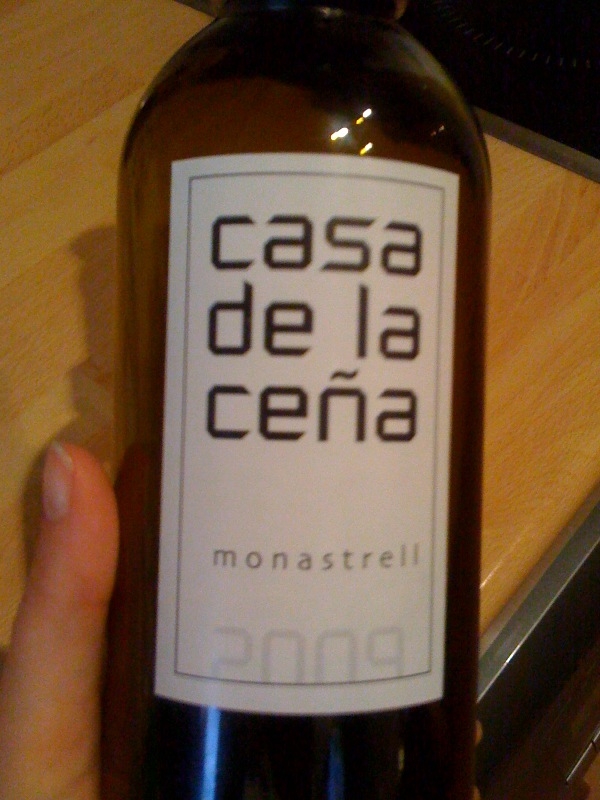 casa
de la
ceña
monastrell
2009